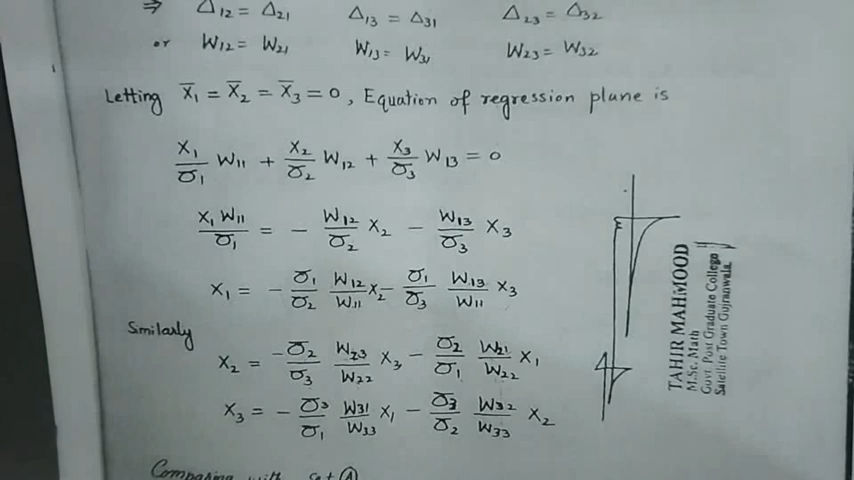 ⇒ Δ12 = Δ21 Δ13 = Δ31 Δ23 = Δ32
or W12 = W21 W13 = W31 W23 = W32
Letting X̄1 = X̄2 = X̄3 = 0, Equation of regression plane is
X1/σ1 W11 + X2/σ2 W12 + X3/σ3 W13 = 0
X1 W11/σ1 = - W12/σ2 X2 - W13/σ3 X3
X1 = - σ1/σ2 W12/W11 X2 - σ1/σ3 W13/W11 X3
Similarly
X2 = - σ2/σ3 W23/W22 X3 - σ2/σ1 W21/W22 X1
X3 = - σ3/σ1 W31/W33 X1 - σ3/σ2 W32/W33 X2
Comparing with set A
TAHIR MAHMOOD
M.Sc. Math
Govt. Post Graduate College
Satellite Town Gujranwala.